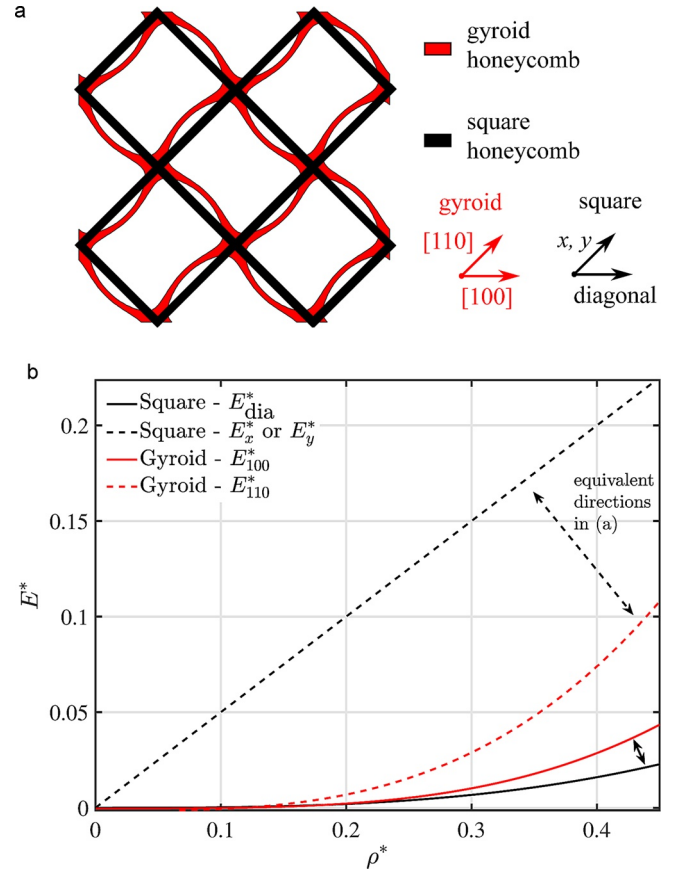 a
gyroid
honeycomb
square
honeycomb
gyroid
[110]
[100]
square
x, y
diagonal
b
Square - E*dia
Square - E*x or E*y
Gyroid - E*100
Gyroid - E*110
equivalent
directions
in (a)
0.2
0.15
0.1
0.05
0
E*
0 0.1 0.2 0.3 0.4
ρ*